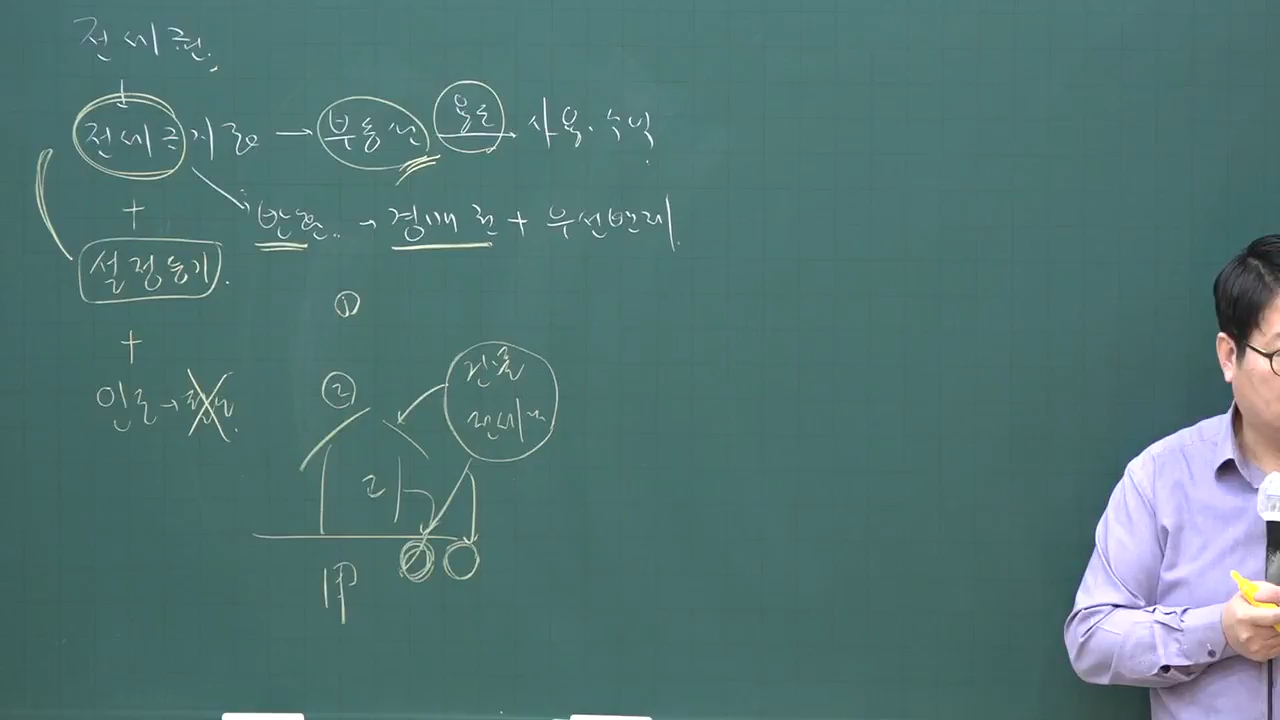 전세권.
전세금지급 → 부동산 용도 사용·수익
+
반환.. → 경매권 + 우선변제
설정등기.
①
+
인도 →
②
건물
전세권
乙
甲